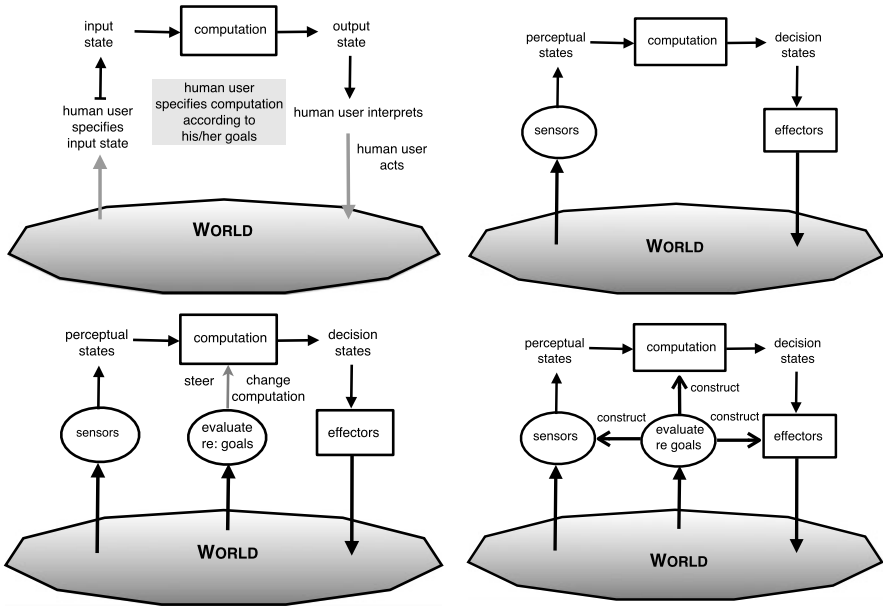 input
state
computation
output
state
human user
specifies
input state
human user
specifies computation
according to
his/her goals
human user interprets
human user
acts
WORLD
perceptual
states
computation
decision
states
sensors
effectors
WORLD
perceptual
states
computation
decision
states
steer
change
computation
sensors
evaluate
re: goals
effectors
WORLD
perceptual
states
computation
decision
states
construct
construct
construct
sensors
evaluate
re goals
effectors
WORLD